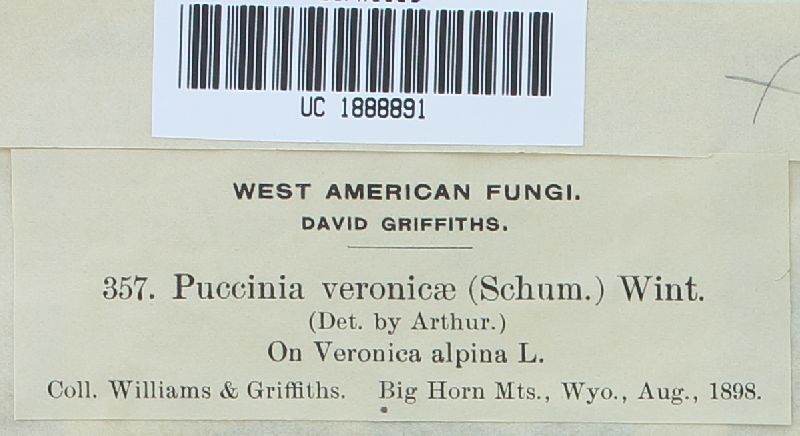 UC 1888891
WEST AMERICAN FUNGI.
DAVID GRIFFITHS.
357. Puccinia veronicæ (Schum.) Wint.
(Det. by Arthur.)
On Veronica alpina L.
Coll. Williams & Griffiths. Big Horn Mts., Wyo., Aug., 1898.